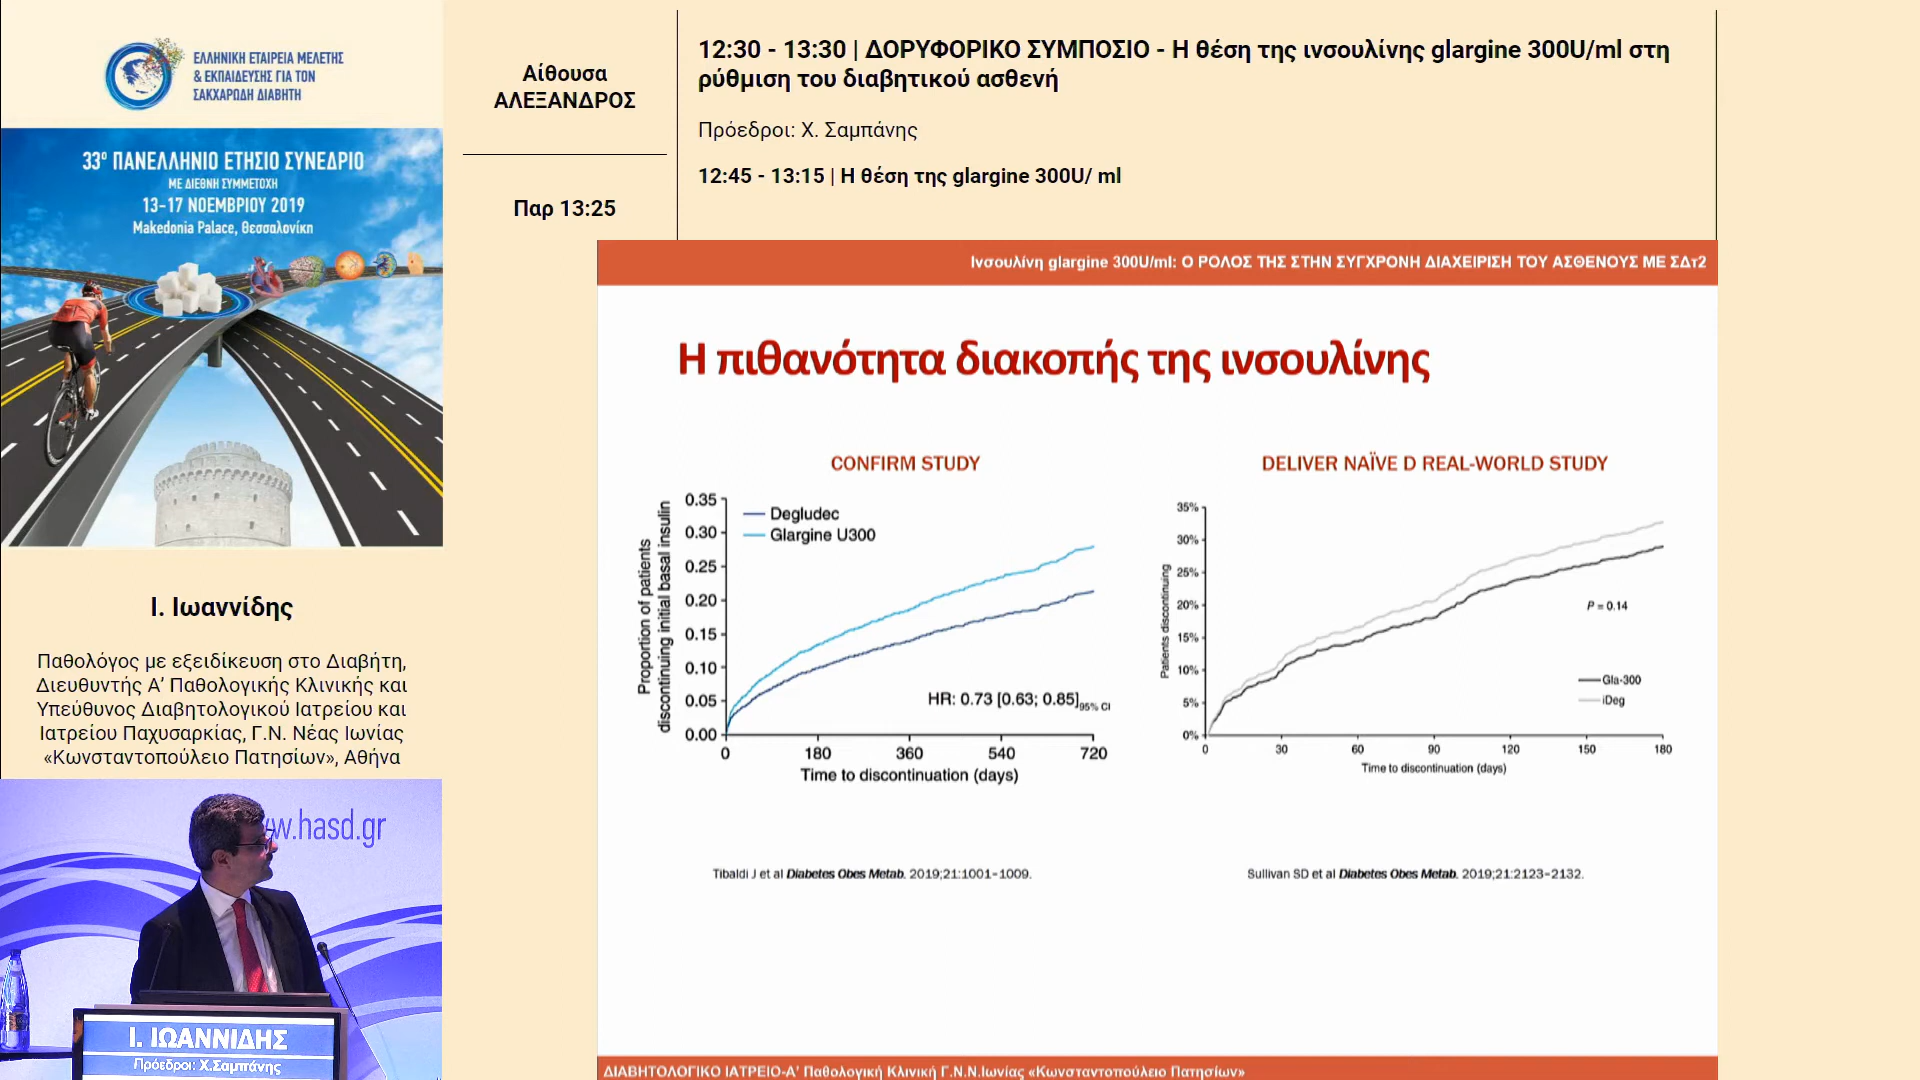 ΕΛΛΗΝΙΚΗ ΕΤΑΙΡΕΙΑ ΜΕΛΕΤΗΣ
& ΕΚΠΑΙΔΕΥΣΗΣ ΓΙΑ ΤΟΝ
ΣΑΚΧΑΡΩΔΗ ΔΙΑΒΗΤΗ
33ο ΠΑΝΕΛΛΗΝΙΟ ΕΤΗΣΙΟ ΣΥΝΕΔΡΙΟ
ΜΕ ΔΙΕΘΝΗ ΣΥΜΜΕΤΟΧΗ
13-17 ΝΟΕΜΒΡΙΟΥ 2019
Makedonia Palace, Θεσσαλονίκη
Αίθουσα
ΑΛΕΞΑΝΔΡΟΣ
Παρ 13:25
12:30 - 13:30 | ΔΟΡΥΦΟΡΙΚΟ ΣΥΜΠΟΣΙΟ - Η θέση της ινσουλίνης glargine 300U/ml στη
ρύθμιση του διαβητικού ασθενή
Πρόεδροι: Χ. Σαμπάνης
12:45 - 13:15 | Η θέση της glargine 300U/ ml
Ινσουλίνη glargine 300U/ml: Ο ΡΟΛΟΣ ΤΗΣ ΣΤΗΝ ΣΥΓΧΡΟΝΗ ΔΙΑΧΕΙΡΙΣΗ ΤΟΥ ΑΣΘΕΝΟΥΣ ΜΕ ΣΔτ2
Η πιθανότητα διακοπής της ινσουλίνης
CONFIRM STUDY
Proportion of patients
discontinuing initial basal insulin
0.35
0.30
0.25
0.20
0.15
0.10
0.05
0.00
Degludec
Glargine U300
HR: 0.73 [0.63; 0.85]95% CI
0 180 360 540 720
Time to discontinuation (days)
Tibaldi J et al Diabetes Obes Metab. 2019;21:1001–1009.
DELIVER NAÏVE D REAL-WORLD STUDY
Patients discontinuing
35%
30%
25%
20%
15%
10%
5%
0%
P = 0.14
Gla-300
iDeg
0 30 60 90 120 150 180
Time to discontinuation (days)
Sullivan SD et al Diabetes Obes Metab. 2019;21:2123–2132.
ΔΙΑΒΗΤΟΛΟΓΙΚΟ ΙΑΤΡΕΙΟ-Α’ Παθολογική Κλινική Γ.Ν.Ν.Ιωνίας «Κωνσταντοπούλειο Πατησίων»
Ι. Ιωαννίδης
Παθολόγος με εξειδίκευση στο Διαβήτη,
Διευθυντής Α’ Παθολογικής Κλινικής και
Υπεύθυνος Διαβητολογικού Ιατρείου και
Ιατρείου Παχυσαρκίας, Γ.Ν. Νέας Ιωνίας
«Κωνσταντοπούλειο Πατησίων», Αθήνα
w.hasd.gr
Ι. ΙΩΑΝΝΙΔΗΣ
Πρόεδροι: Χ.Σαμπάνης